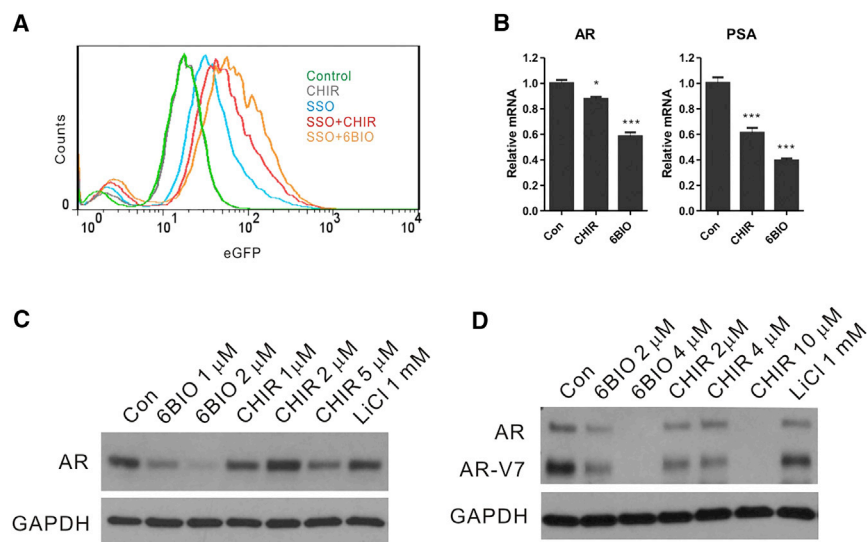 A
Counts
0
Control
CHIR
SSO
SSO+CHIR
SSO+6BIO
10⁰ 10¹ 10² 10³ 10⁴
eGFP
B
AR
Relative mRNA
1.2
1.0
0.8
0.6
0.4
0.2
0.0
*
***
Con CHIR 6BIO
PSA
Relative mRNA
1.2
1.0
0.8
0.6
0.4
0.2
0.0
***
***
Con CHIR 6BIO
C
Con 6BIO 1 μM 6BIO 2 μM CHIR 1μM CHIR 2 μM CHIR 5 μM LiCl 1 mM
AR
GAPDH
D
Con 6BIO 2 μM 6BIO 4 μM CHIR 2μM CHIR 4 μM CHIR 10 μM LiCl 1 mM
AR
AR-V7
GAPDH